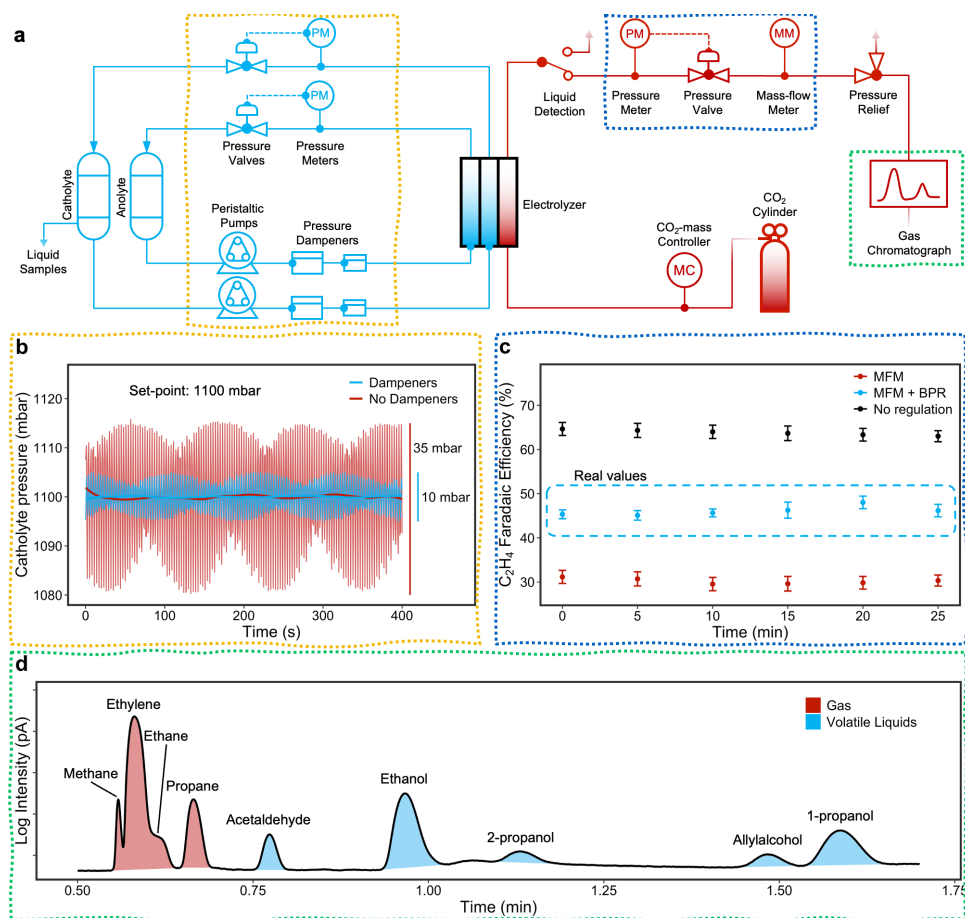 a
PM
PM
Pressure
Valves
Pressure
Meters
Catholyte
Anolyte
Liquid
Samples
Peristaltic
Pumps
Pressure
Dampeners
Electrolyzer
Liquid
Detection
PM
MM
Pressure
Meter
Pressure
Valve
Mass-flow
Meter
Pressure
Relief
CO₂-mass
Controller
MC
CO₂
Cylinder
Gas
Chromatograph
b
Set-point: 1100 mbar
Dampeners
No Dampeners
35 mbar
10 mbar
Catholyte pressure (mbar)
1120
1110
1100
1090
1080
0
100
200
300
400
Time (s)
c
MFM
MFM + BPR
No regulation
Real values
C₂H₄ Faradaic Efficiency (%)
70
60
50
40
30
0
5
10
15
20
25
Time (min)
d
Gas
Volatile Liquids
Log Intensity (pA)
Methane
Ethylene
Ethane
Propane
Acetaldehyde
Ethanol
2-propanol
Allylalcohol
1-propanol
0.50
0.75
1.00
1.25
1.50
1.75
Time (min)